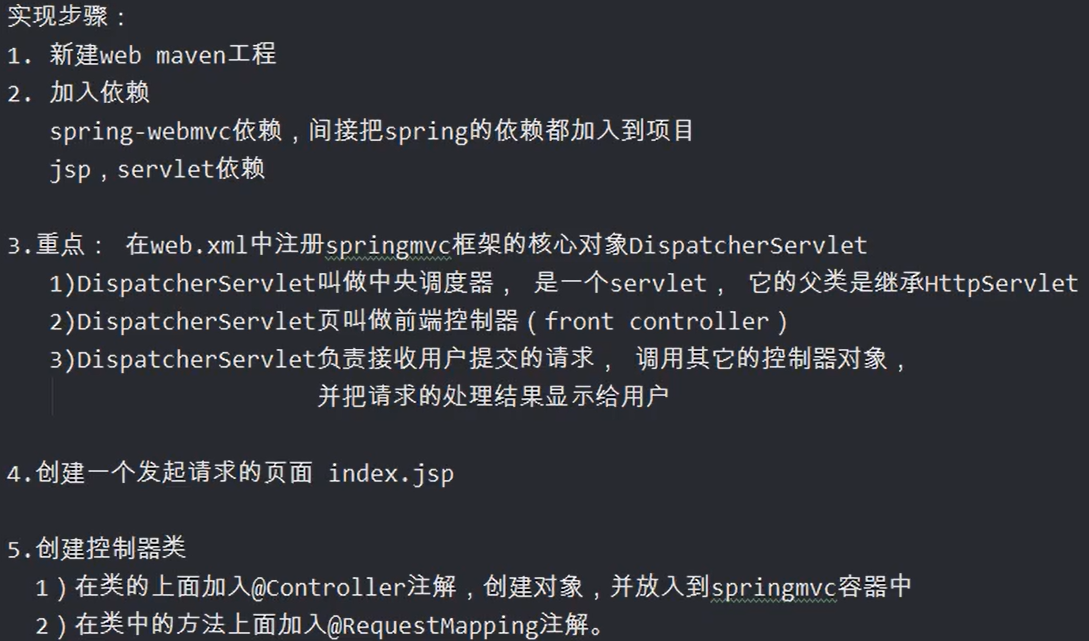 实现步骤：
1. 新建web maven工程
2. 加入依赖
spring-webmvc依赖，间接把spring的依赖都加入到项目
jsp，servlet依赖
3.重点： 在web.xml中注册springmvc框架的核心对象DispatcherServlet
1)DispatcherServlet叫做中央调度器， 是一个servlet， 它的父类是继承HttpServlet
2)DispatcherServlet页叫做前端控制器（front controller）
3)DispatcherServlet负责接收用户提交的请求， 调用其它的控制器对象，
并把请求的处理结果显示给用户
4.创建一个发起请求的页面 index.jsp
5.创建控制器类
1）在类的上面加入@Controller注解，创建对象，并放入到springmvc容器中
2）在类中的方法上面加入@RequestMapping注解。